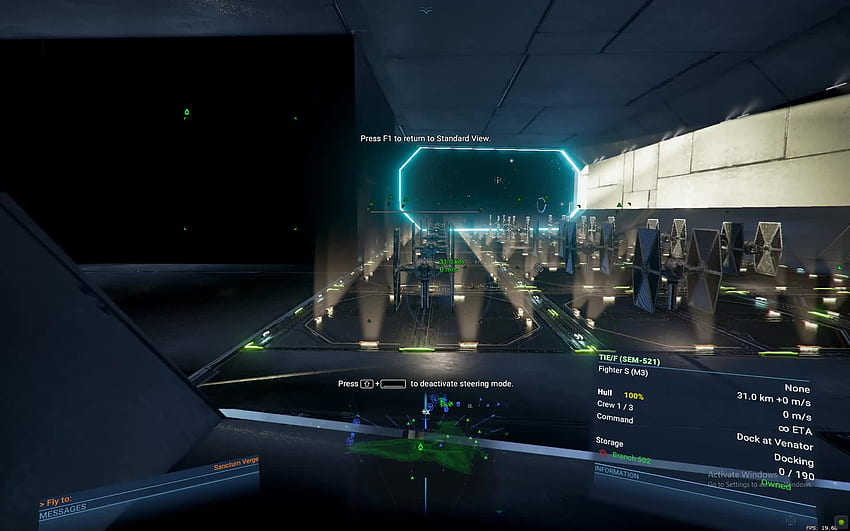 Press F1 to return to Standard View.
31.0 km
0 m/s
Press + to deactivate steering mode.
TIE/F (SEM-521)
Fighter S (M3)
None
Hull 100%
31.0 km +0 m/s
Crew 1 / 3
0 m/s
Command
∞ ETA
Dock at Venator
Storage
Docking
Branch 502
0 / 190
INFORMATION
Owned
Activate Windows
Go to Settings to activate Windows.
Sanctum Verge
> Fly to:
MESSAGES
FPS: 19.6